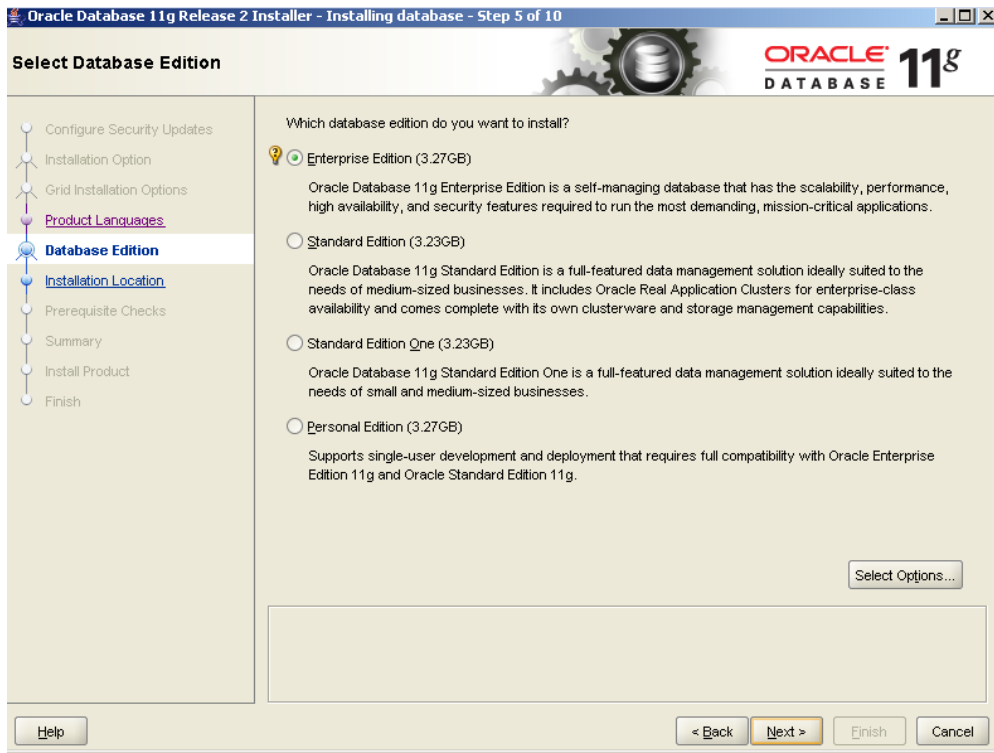 Oracle Database 11g Release 2 Installer - Installing database - Step 5 of 10
Select Database Edition
ORACLE
DATABASE
11g
Configure Security Updates
Installation Option
Grid Installation Options
Product Languages
Database Edition
Installation Location
Prerequisite Checks
Summary
Install Product
Finish
Which database edition do you want to install?
Enterprise Edition (3.27GB)
Oracle Database 11g Enterprise Edition is a self-managing database that has the scalability, performance,
high availability, and security features required to run the most demanding, mission-critical applications.
Standard Edition (3.23GB)
Oracle Database 11g Standard Edition is a full-featured data management solution ideally suited to the
needs of medium-sized businesses. It includes Oracle Real Application Clusters for enterprise-class
availability and comes complete with its own clusterware and storage management capabilities.
Standard Edition One (3.23GB)
Oracle Database 11g Standard Edition One is a full-featured data management solution ideally suited to the
needs of small and medium-sized businesses.
Personal Edition (3.27GB)
Supports single-user development and deployment that requires full compatibility with Oracle Enterprise
Edition 11g and Oracle Standard Edition 11g.
Select Options...
Help
< Back
Next >
Finish
Cancel